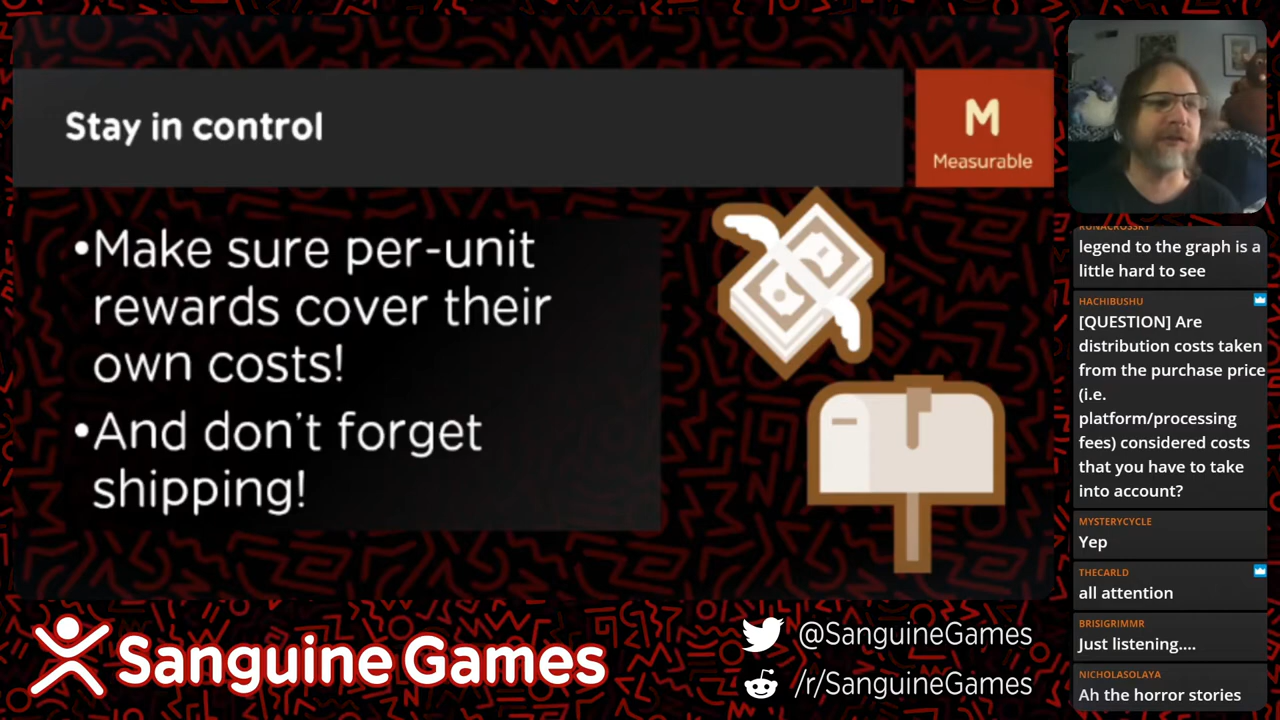 Stay in control
M
Measurable
•Make sure per-unit
rewards cover their
own costs!
•And don't forget
shipping!
legend to the graph is a
little hard to see
HACHIBUSHU
[QUESTION] Are
distribution costs taken
from the purchase price
(i.e.
platform/processing
fees) considered costs
that you have to take
into account?
MYSTERYCYCLE
Yep
THECARLD
all attention
BRISIGRIMMR
Just listening....
NICHOLASOLAYA
Ah the horror stories
Sanguine Games
@SanguineGames
/r/SanguineGames